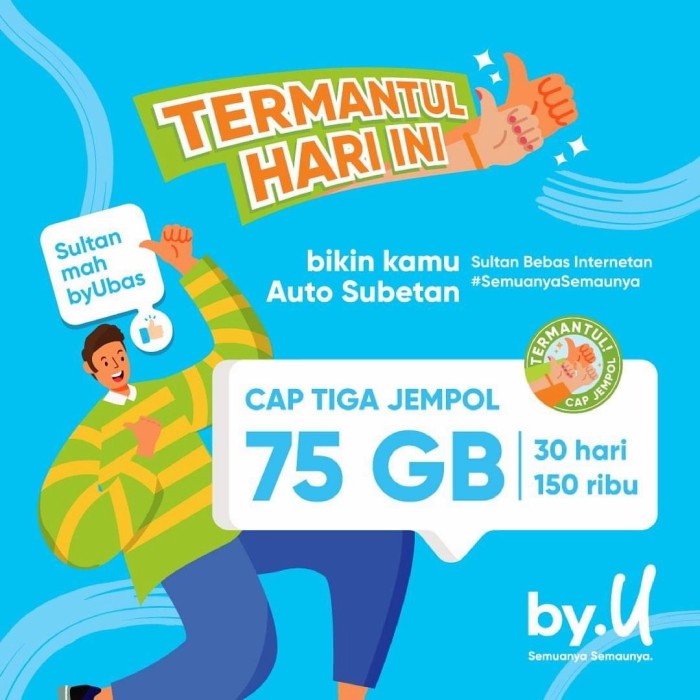 TERMANTUL
HARI INI
Sultan
mah
byUbas
bikin kamu
Auto Subetan
Sultan Bebas Internetan
#SemuanyaSemaunya
TERMANTUL!
CAP JEMPOL
CAP TIGA JEMPOL
75 GB
30 hari
150 ribu
by.U
Semuanya Semaunya.